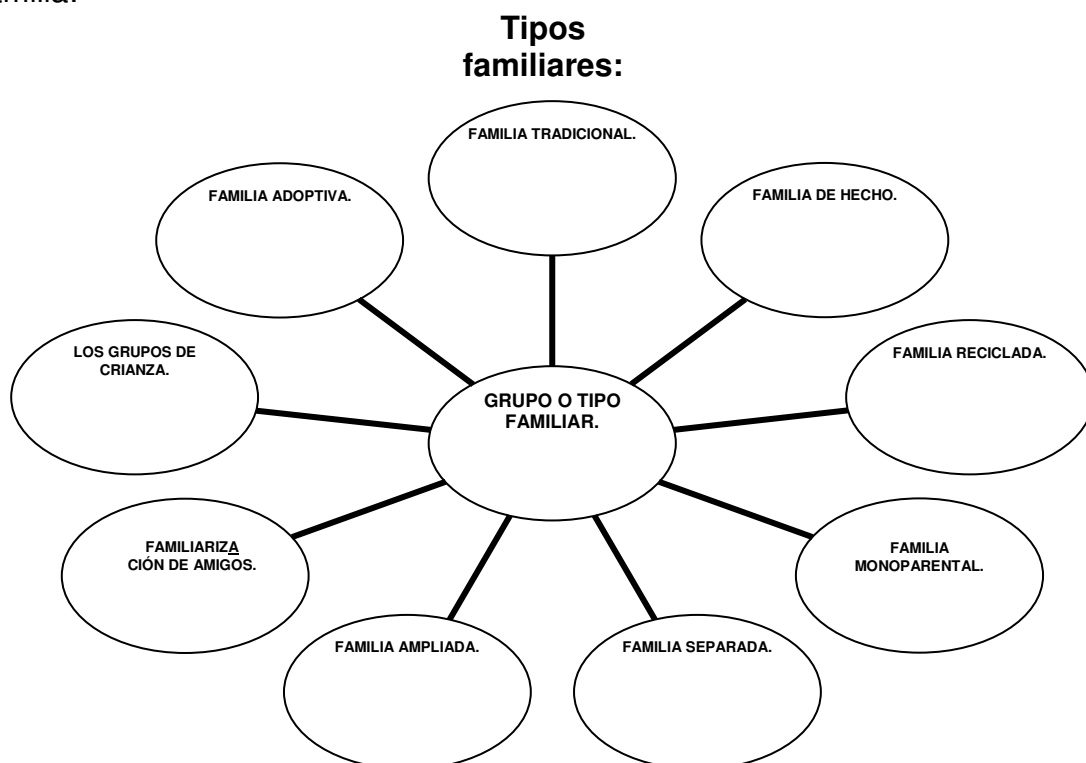 Tipos
familiares:
FAMILIA TRADICIONAL.
FAMILIA ADOPTIVA.
FAMILIA DE HECHO.
LOS GRUPOS DE
CRIANZA.
FAMILIA RECICLADA.
GRUPO O TIPO
FAMILIAR.
FAMILIARIZA
CIÓN DE AMIGOS.
FAMILIA
MONOPARENTAL.
FAMILIA AMPLIADA.
FAMILIA SEPARADA.